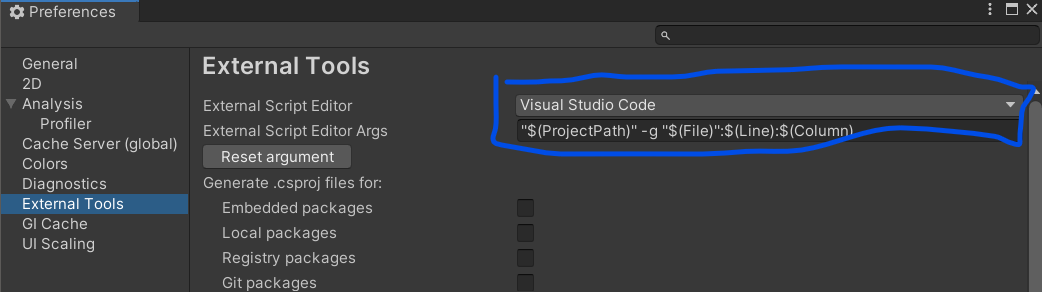 Preferences
General
2D
Analysis
Profiler
Cache Server (global)
Colors
Diagnostics
External Tools
GI Cache
UI Scaling
External Tools
External Script Editor
Visual Studio Code
External Script Editor Args
"$(ProjectPath)" -g "$(File)":$(Line):$(Column)
Reset argument
Generate .csproj files for:
Embedded packages
Local packages
Registry packages
Git packages